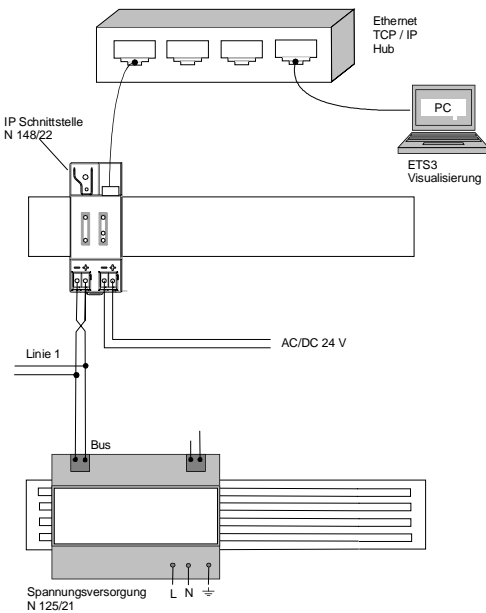 Ethernet
TCP / IP
Hub
PC
IP Schnittstelle
N 148/22
ETS3
Visualisierung
AC/DC 24 V
Linie 1
Bus
L N
Spannungsversorgung
N 125/21